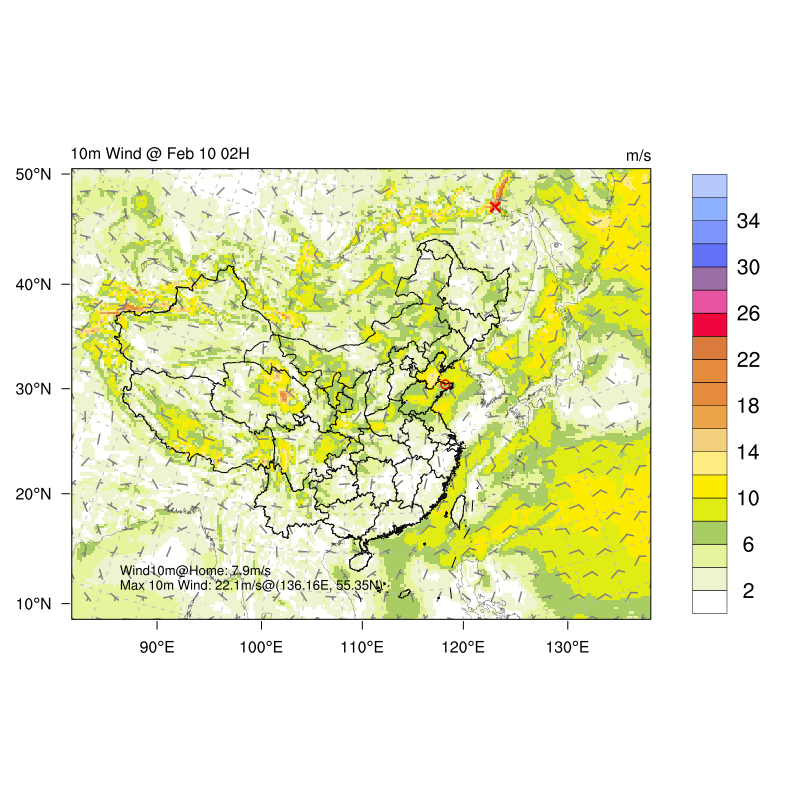 10m Wind @ Feb 10 02H
m/s
50°N
40°N
30°N
20°N
10°N
34
30
26
22
18
14
10
6
2
Wind10m@Home: 7.9m/s
Max 10m Wind: 22.1m/s@(136.16E, 55.35N)
90°E 100°E 110°E 120°E 130°E